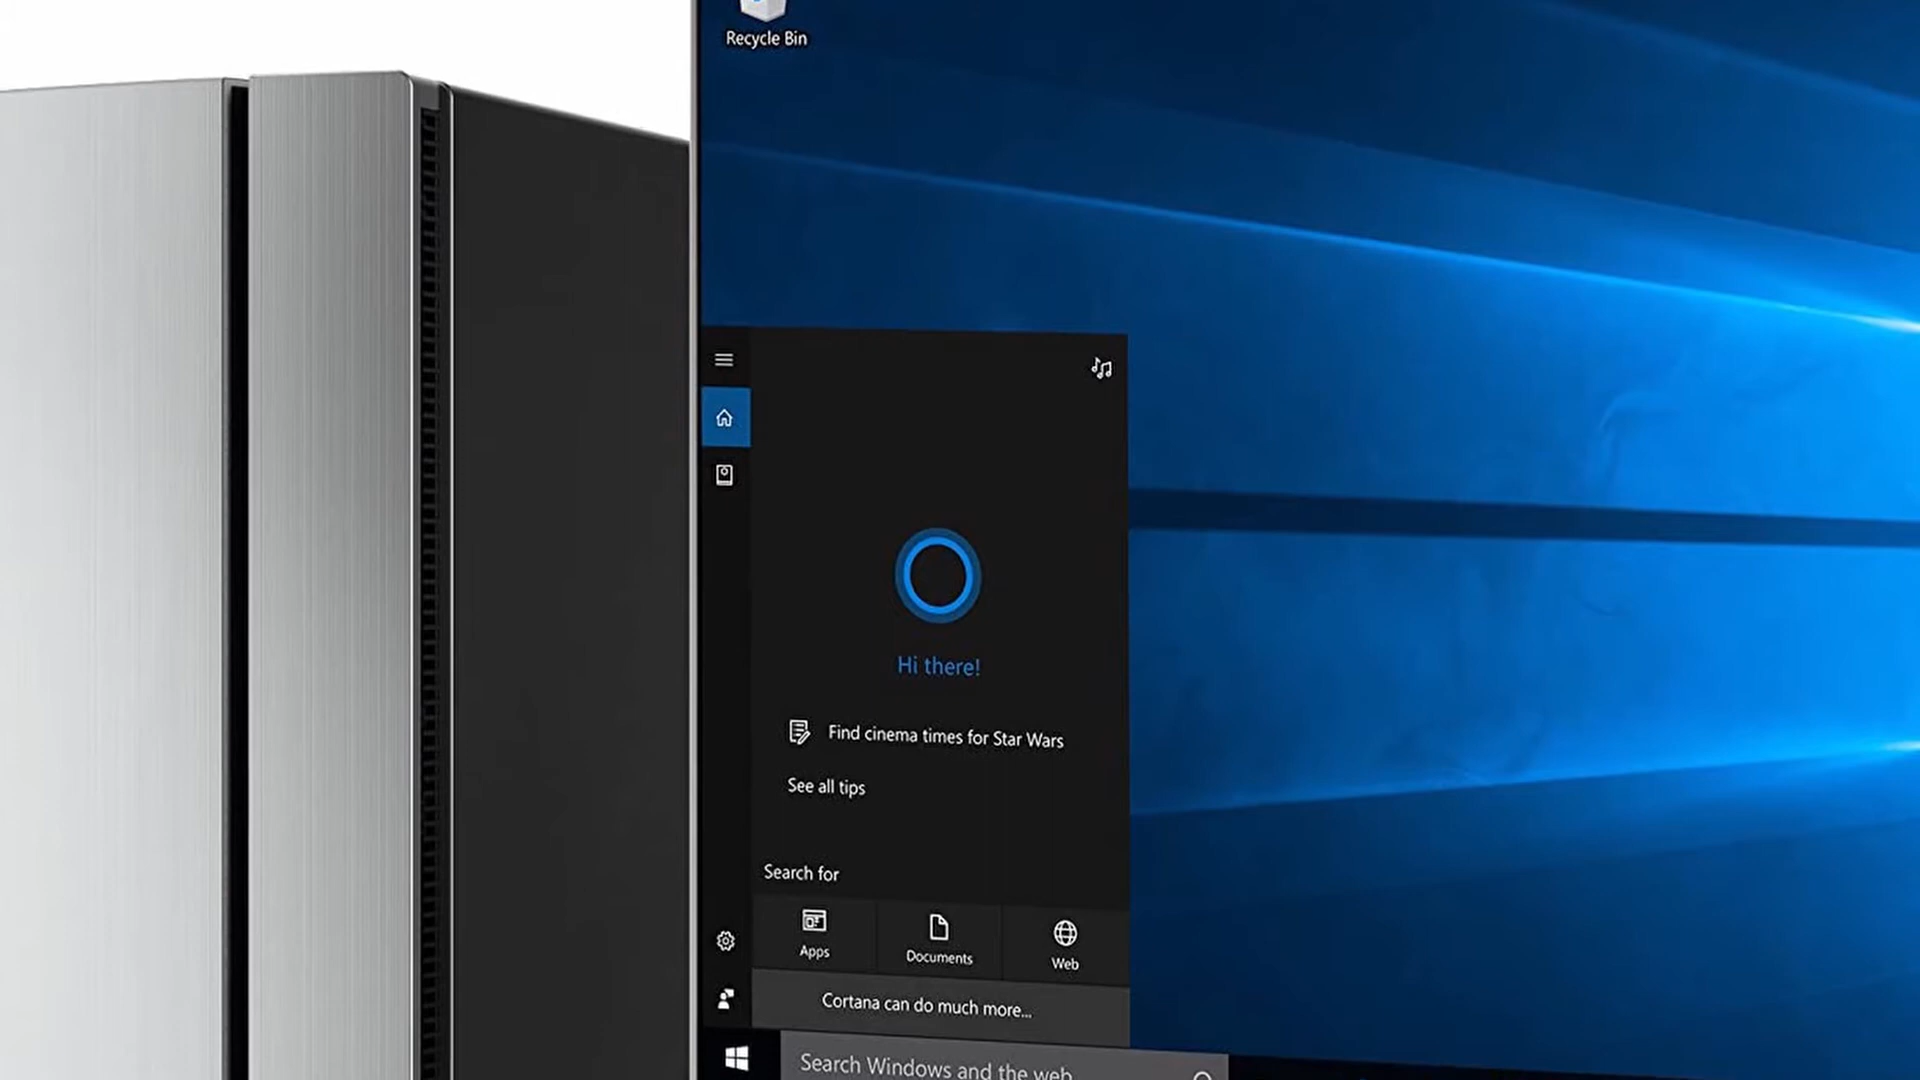 Recycle Bin
Hi there!
Find cinema times for Star Wars
See all tips
Search for
Apps
Documents
Web
Cortana can do much more...
Search Windows and the web